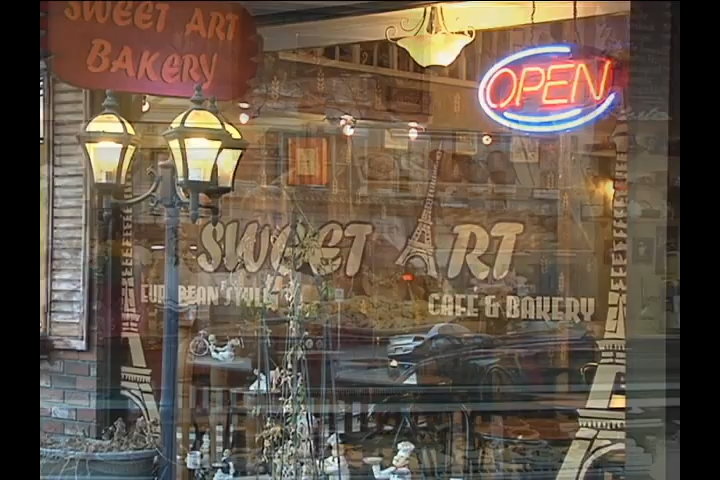 SWEET ART
BAKERY
OPEN
SWEET ART
EUROPEAN STYLE
CAFE & BAKERY